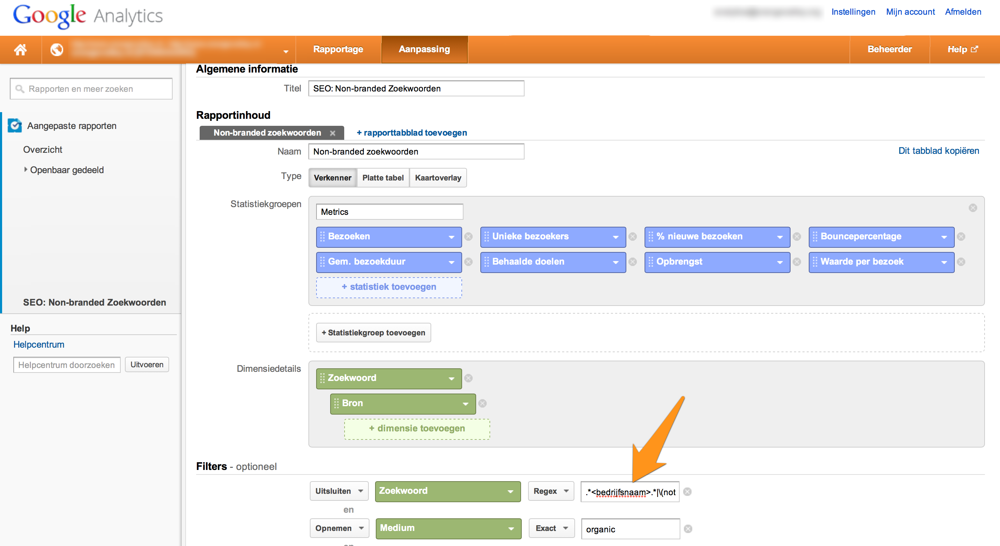 Google Analytics
Instellingen Mijn account Afmelden
Rapportage Aanpassing Beheerder Help
Rapporten en meer zoeken
Aangepaste rapporten
Overzicht
Openbaar gedeeld
SEO: Non-branded Zoekwoorden
Help
Helpcentrum
Helpcentrum doorzoeken Uitvoeren
Algemene informatie
Titel SEO: Non-branded Zoekwoorden
Rapportinhoud
Non-branded zoekwoorden + rapporttabblad toevoegen
Naam Non-branded zoekwoorden Dit tabblad kopiëren
Type Verkenner Platte tabel Kaartoverlay
Statistiekgroepen Metrics
Bezoeken Unieke bezoekers % nieuwe bezoeken Bouncepercentage
Gem. bezoekduur Behaalde doelen Opbrengst Waarde per bezoek
+ statistiek toevoegen
+ Statistiekgroep toevoegen
Dimensiedetails Zoekwoord
Bron
+ dimensie toevoegen
Filters - optioneel
Uitsluiten Zoekwoord Regex .*<bedrijfsnaam>.*|\(not
en
Opnemen Medium Exact organic